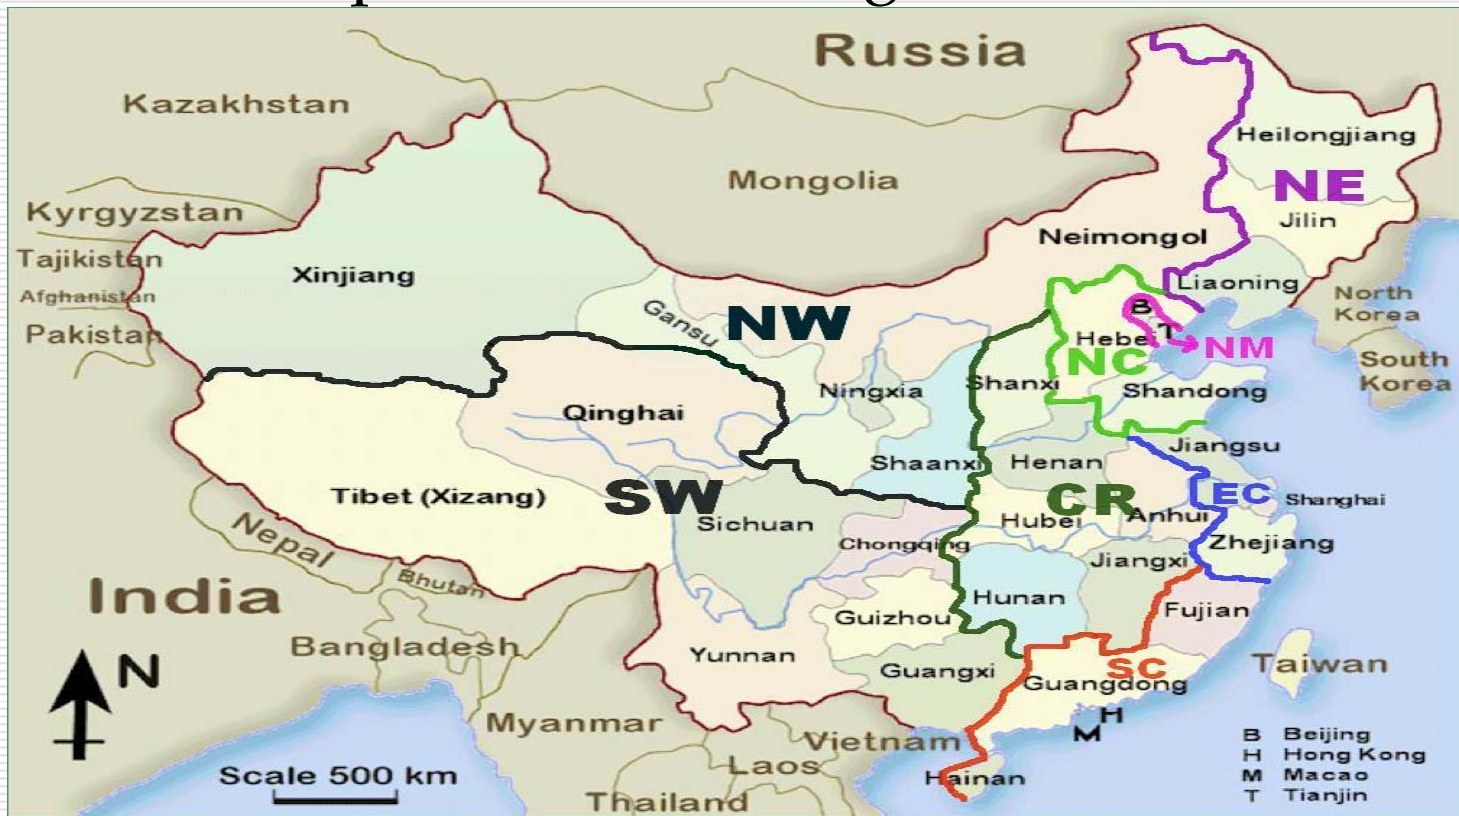 Russia
Kazakhstan
Heilongjiang
Mongolia
NE
Kyrgyzstan
Jilin
Neimongol
Tajikistan
Xinjiang
Liaoning
Afghanistan
North
Korea
Gansu
NW
B
Pakistan
Hebei
T
NM
NC
South
Korea
Shanxi
Ningxia
Shandong
Qinghai
Jiangsu
Shaanxi
Henan
Tibet (Xizang)
SW
CR
EC
Shanghai
Sichuan
Hubei
Anhui
Nepal
Chongqing
Zhejiang
Jiangxi
Bhutan
India
Hunan
Fujian
Guizhou
Bangladesh
Yunnan
Guangxi
SC
Taiwan
N
Guangdong
H
Myanmar
M
Vietnam
Laos
Hainan
Scale 500 km
Thailand
B Beijing
H Hong Kong
M Macao
T Tianjin